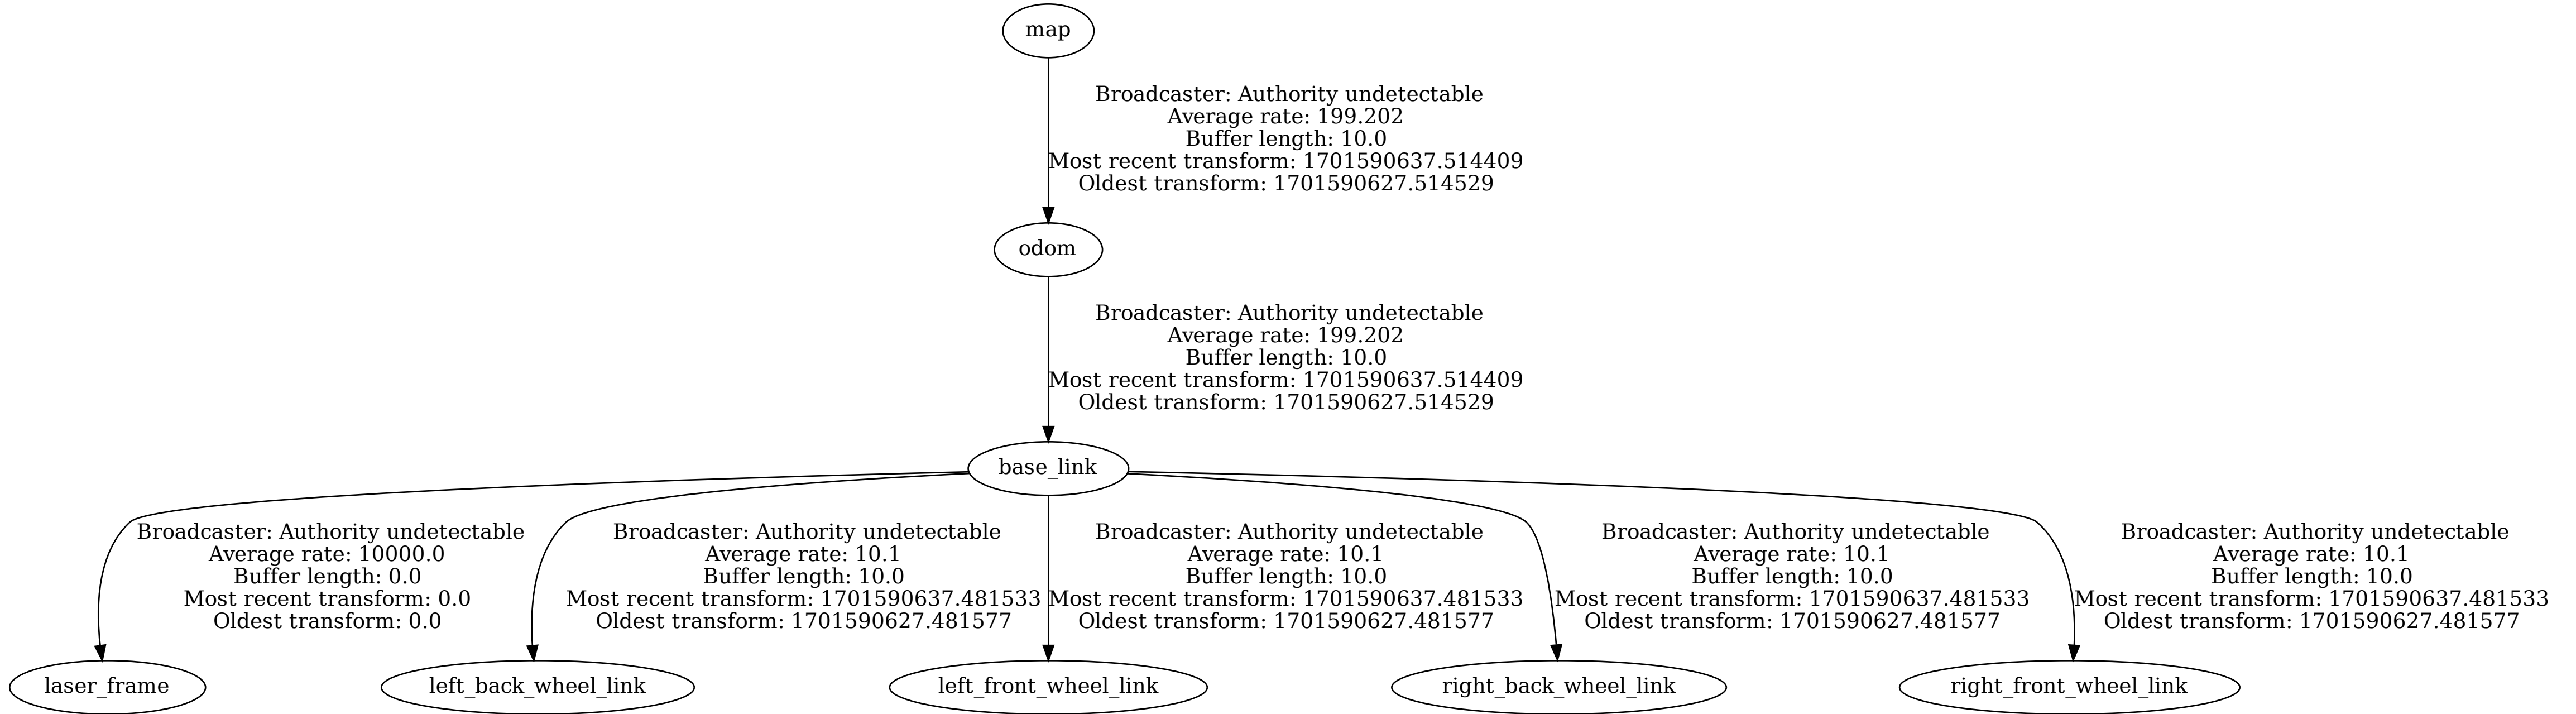 map
Broadcaster: Authority undetectable
Average rate: 199.202
Buffer length: 10.0
Most recent transform: 1701590637.514409
Oldest transform: 1701590627.514529
odom
Broadcaster: Authority undetectable
Average rate: 199.202
Buffer length: 10.0
Most recent transform: 1701590637.514409
Oldest transform: 1701590627.514529
base_link
Broadcaster: Authority undetectable
Average rate: 10000.0
Buffer length: 0.0
Most recent transform: 0.0
Oldest transform: 0.0
Broadcaster: Authority undetectable
Average rate: 10.1
Buffer length: 10.0
Most recent transform: 1701590637.481533
Oldest transform: 1701590627.481577
Broadcaster: Authority undetectable
Average rate: 10.1
Buffer length: 10.0
Most recent transform: 1701590637.481533
Oldest transform: 1701590627.481577
Broadcaster: Authority undetectable
Average rate: 10.1
Buffer length: 10.0
Most recent transform: 1701590637.481533
Oldest transform: 1701590627.481577
Broadcaster: Authority undetectable
Average rate: 10.1
Buffer length: 10.0
Most recent transform: 1701590637.481533
Oldest transform: 1701590627.481577
laser_frame
left_back_wheel_link
left_front_wheel_link
right_back_wheel_link
right_front_wheel_link